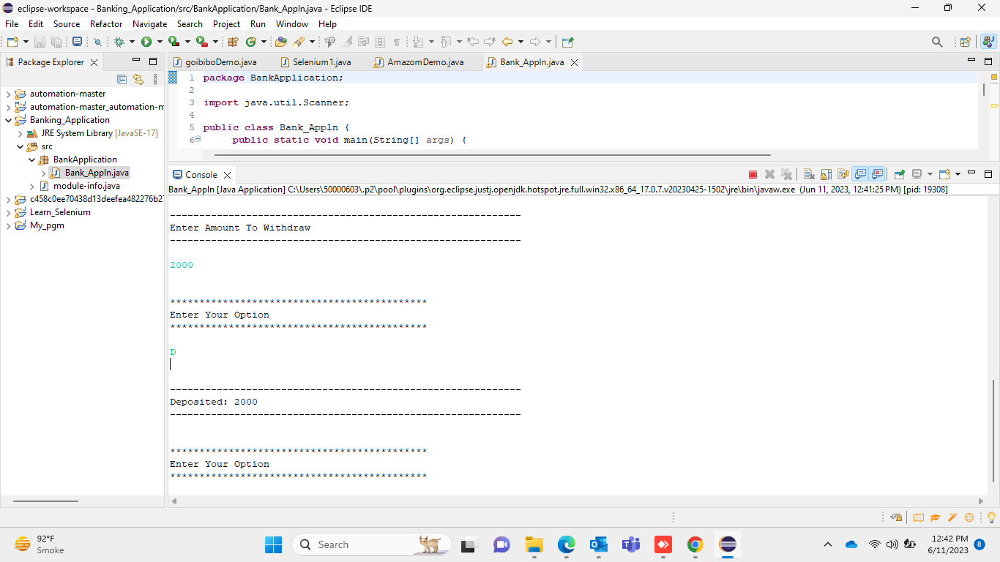 eclipse-workspace - Banking_Application/src/BankApplication/Bank_Appln.java - Eclipse IDE
File Edit Source Refactor Navigate Search Project Run Window Help
Package Explorer
automation-master
automation-master_automation-m
Banking_Application
JRE System Library [JavaSE-17]
src
BankApplication
Bank_Appln.java
module-info.java
c458c0ee70438d13deefea482276b2
Learn_Selenium
My_pgm
goibiboDemo.java Selenium1.java AmazomDemo.java Bank_Appln.java
1 package BankApplication;
2
3 import java.util.Scanner;
4
5 public class Bank_Appln {
6 public static void main(String[] args) {
Console
Bank_Appln [Java Application] C:\Users\50000603\.p2\pool\plugins\org.eclipse.justj.openjdk.hotspot.jre.full.win32.x86_64_17.0.7.v20230425-1502\jre\bin\javaw.exe (Jun 11, 2023, 12:41:25 PM) [pid: 19308]
------------------------------------------------------------
Enter Amount To Withdraw
------------------------------------------------------------
2000
********************************************
Enter Your Option
********************************************
D
------------------------------------------------------------
Deposited: 2000
------------------------------------------------------------
********************************************
Enter Your Option
********************************************
92°F
Smoke
Search
12:42 PM
6/11/2023
8